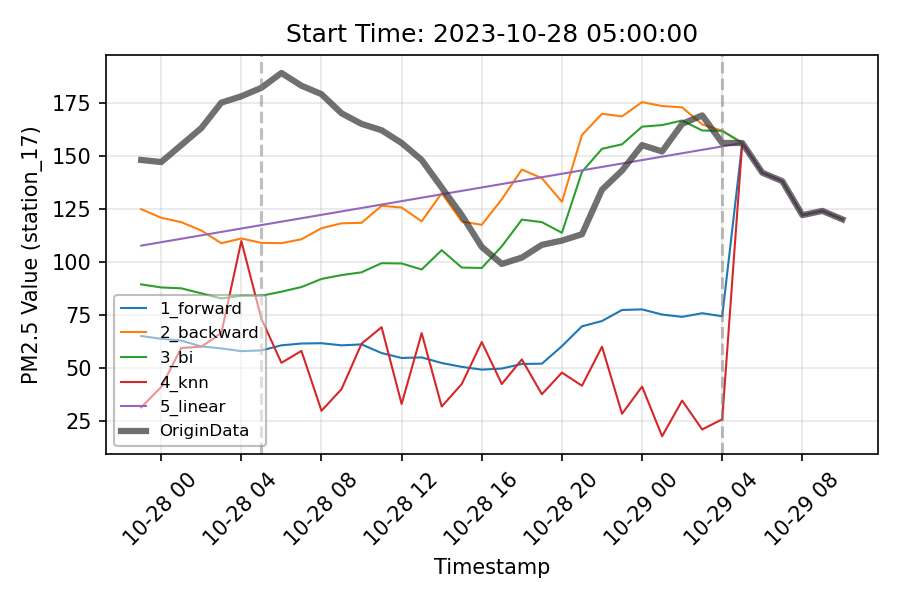 Start Time: 2023-10-28 05:00:00
PM2.5 Value (station_17)
175
150
125
100
75
50
25
1_forward
2_backward
3_bi
4_knn
5_linear
OriginData
10-28 00
10-28 04
10-28 08
10-28 12
10-28 16
10-28 20
10-29 00
10-29 04
10-29 08
Timestamp